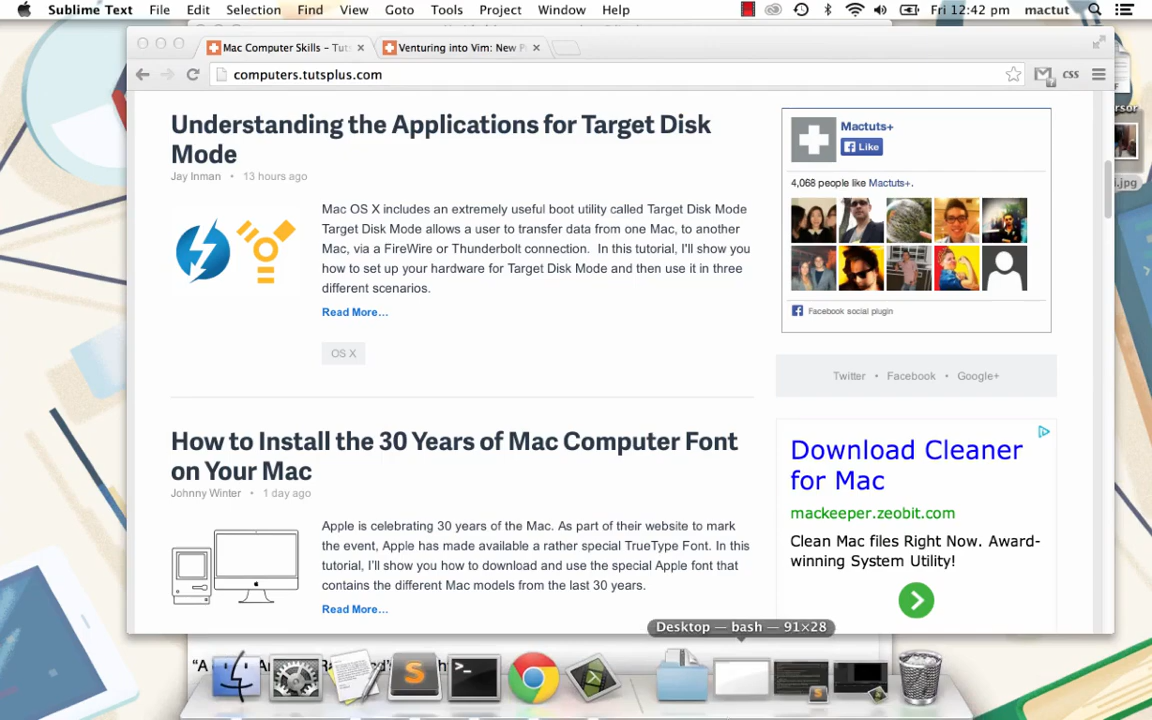 Sublime Text File Edit Selection Find View Goto Tools Project Window Help Fri 12:42 pm mactut
Mac Computer Skills - Tuts
Venturing into Vim: New
computers.tutsplus.com
CSS
Understanding the Applications for Target Disk
Mode
Jay Inman • 13 hours ago
Mac OS X includes an extremely useful boot utility called Target Disk Mode
Target Disk Mode allows a user to transfer data from one Mac, to another
Mac, via a FireWire or Thunderbolt connection. In this tutorial, I'll show you
how to set up your hardware for Target Disk Mode and then use it in three
different scenarios.
Read More...
OS X
How to Install the 30 Years of Mac Computer Font
on Your Mac
Johnny Winter • 1 day ago
Apple is celebrating 30 years of the Mac. As part of their website to mark
the event, Apple has made available a rather special TrueType Font. In this
tutorial, I'll show you how to download and use the special Apple font that
contains the different Mac models from the last 30 years.
Read More...
Mactuts+
Like
4,068 people like Mactuts+.
Facebook social plugin
Twitter • Facebook • Google+
Download Cleaner
for Mac
mackeeper.zeobit.com
Clean Mac files Right Now. Award-
winning System Utility!
.jpg
Desktop — bash — 91×28
"A